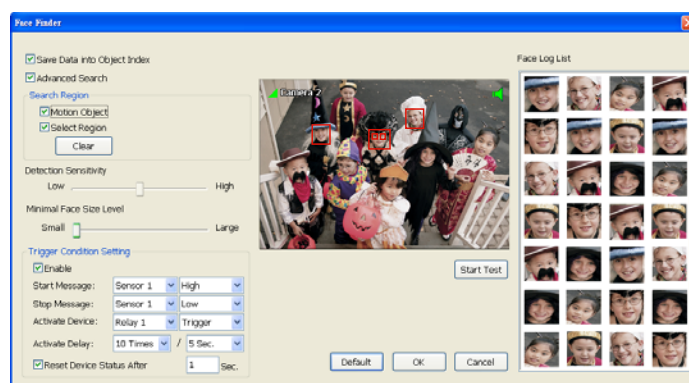 Face Finder
Save Data into Object Index
Advanced Search
Search Region
Motion Object
Select Region
Clear
Detection Sensitivity
Low High
Minimal Face Size Level
Small Large
Trigger Condition Setting
Enable
Start Message: Sensor 1 High
Stop Message: Sensor 1 Low
Activate Device: Relay 1 Trigger
Activate Delay: 10 Times / 5 Sec.
Reset Device Status After 1 Sec.
Camera 2
Start Test
Default OK Cancel
Face Log List